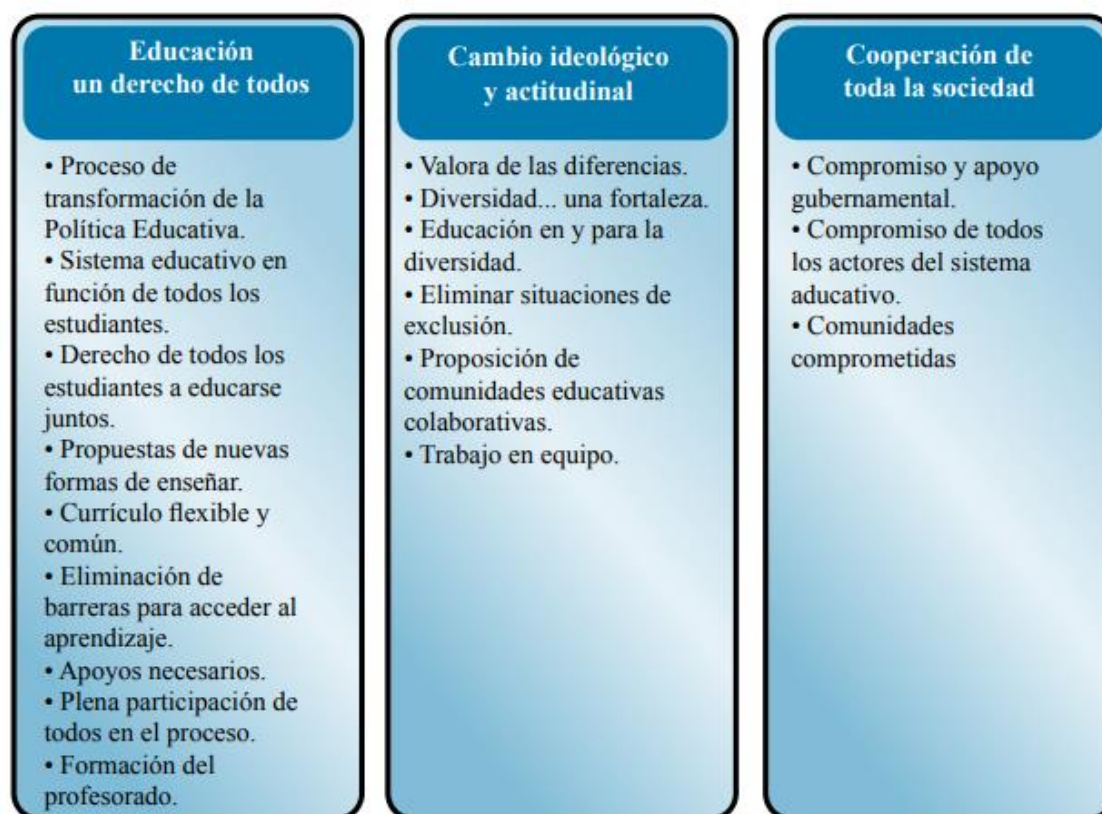 Educación
un derecho de todos
• Proceso de
transformación de la
Política Educativa.
• Sistema educativo en
función de todos los
estudiantes.
• Derecho de todos los
estudiantes a educarse
juntos.
• Propuestas de nuevas
formas de enseñar.
• Currículo flexible y
común.
• Eliminación de
barreras para acceder al
aprendizaje.
• Apoyos necesarios.
• Plena participación de
todos en el proceso.
• Formación del
profesorado.
Cambio ideológico
y actitudinal
• Valora de las diferencias.
• Diversidad... una fortaleza.
• Educación en y para la
diversidad.
• Eliminar situaciones de
exclusión.
• Proposición de
comunidades educativas
colaborativas.
• Trabajo en equipo.
Cooperación de
toda la sociedad
• Compromiso y apoyo
gubernamental.
• Compromiso de todos
los actores del sistema
aducativo.
• Comunidades
comprometidas